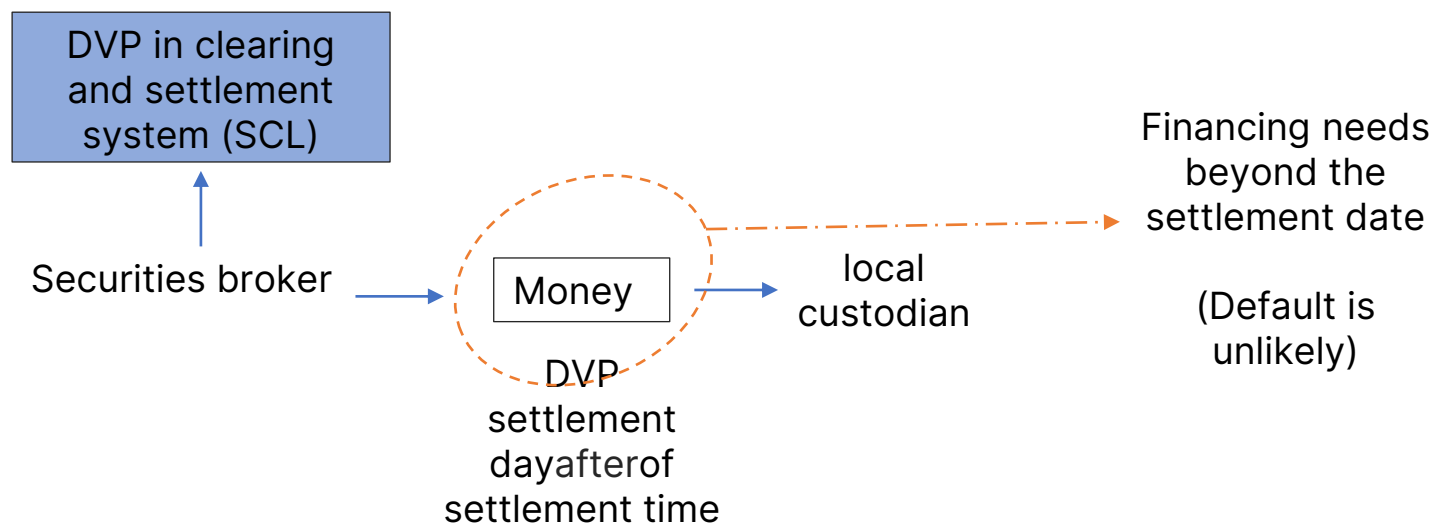 DVP in clearing
and settlement
system (SCL)
Securities broker
Money
DVP
settlement
dayafterof
settlement time
local
custodian
Financing needs
beyond the
settlement date
(Default is
unlikely)